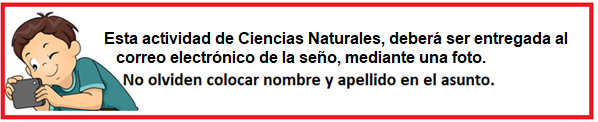 Esta actividad de Ciencias Naturales, deberá ser entregada al
correo electrónico de la seño, mediante una foto.
No olviden colocar nombre y apellido en el asunto.